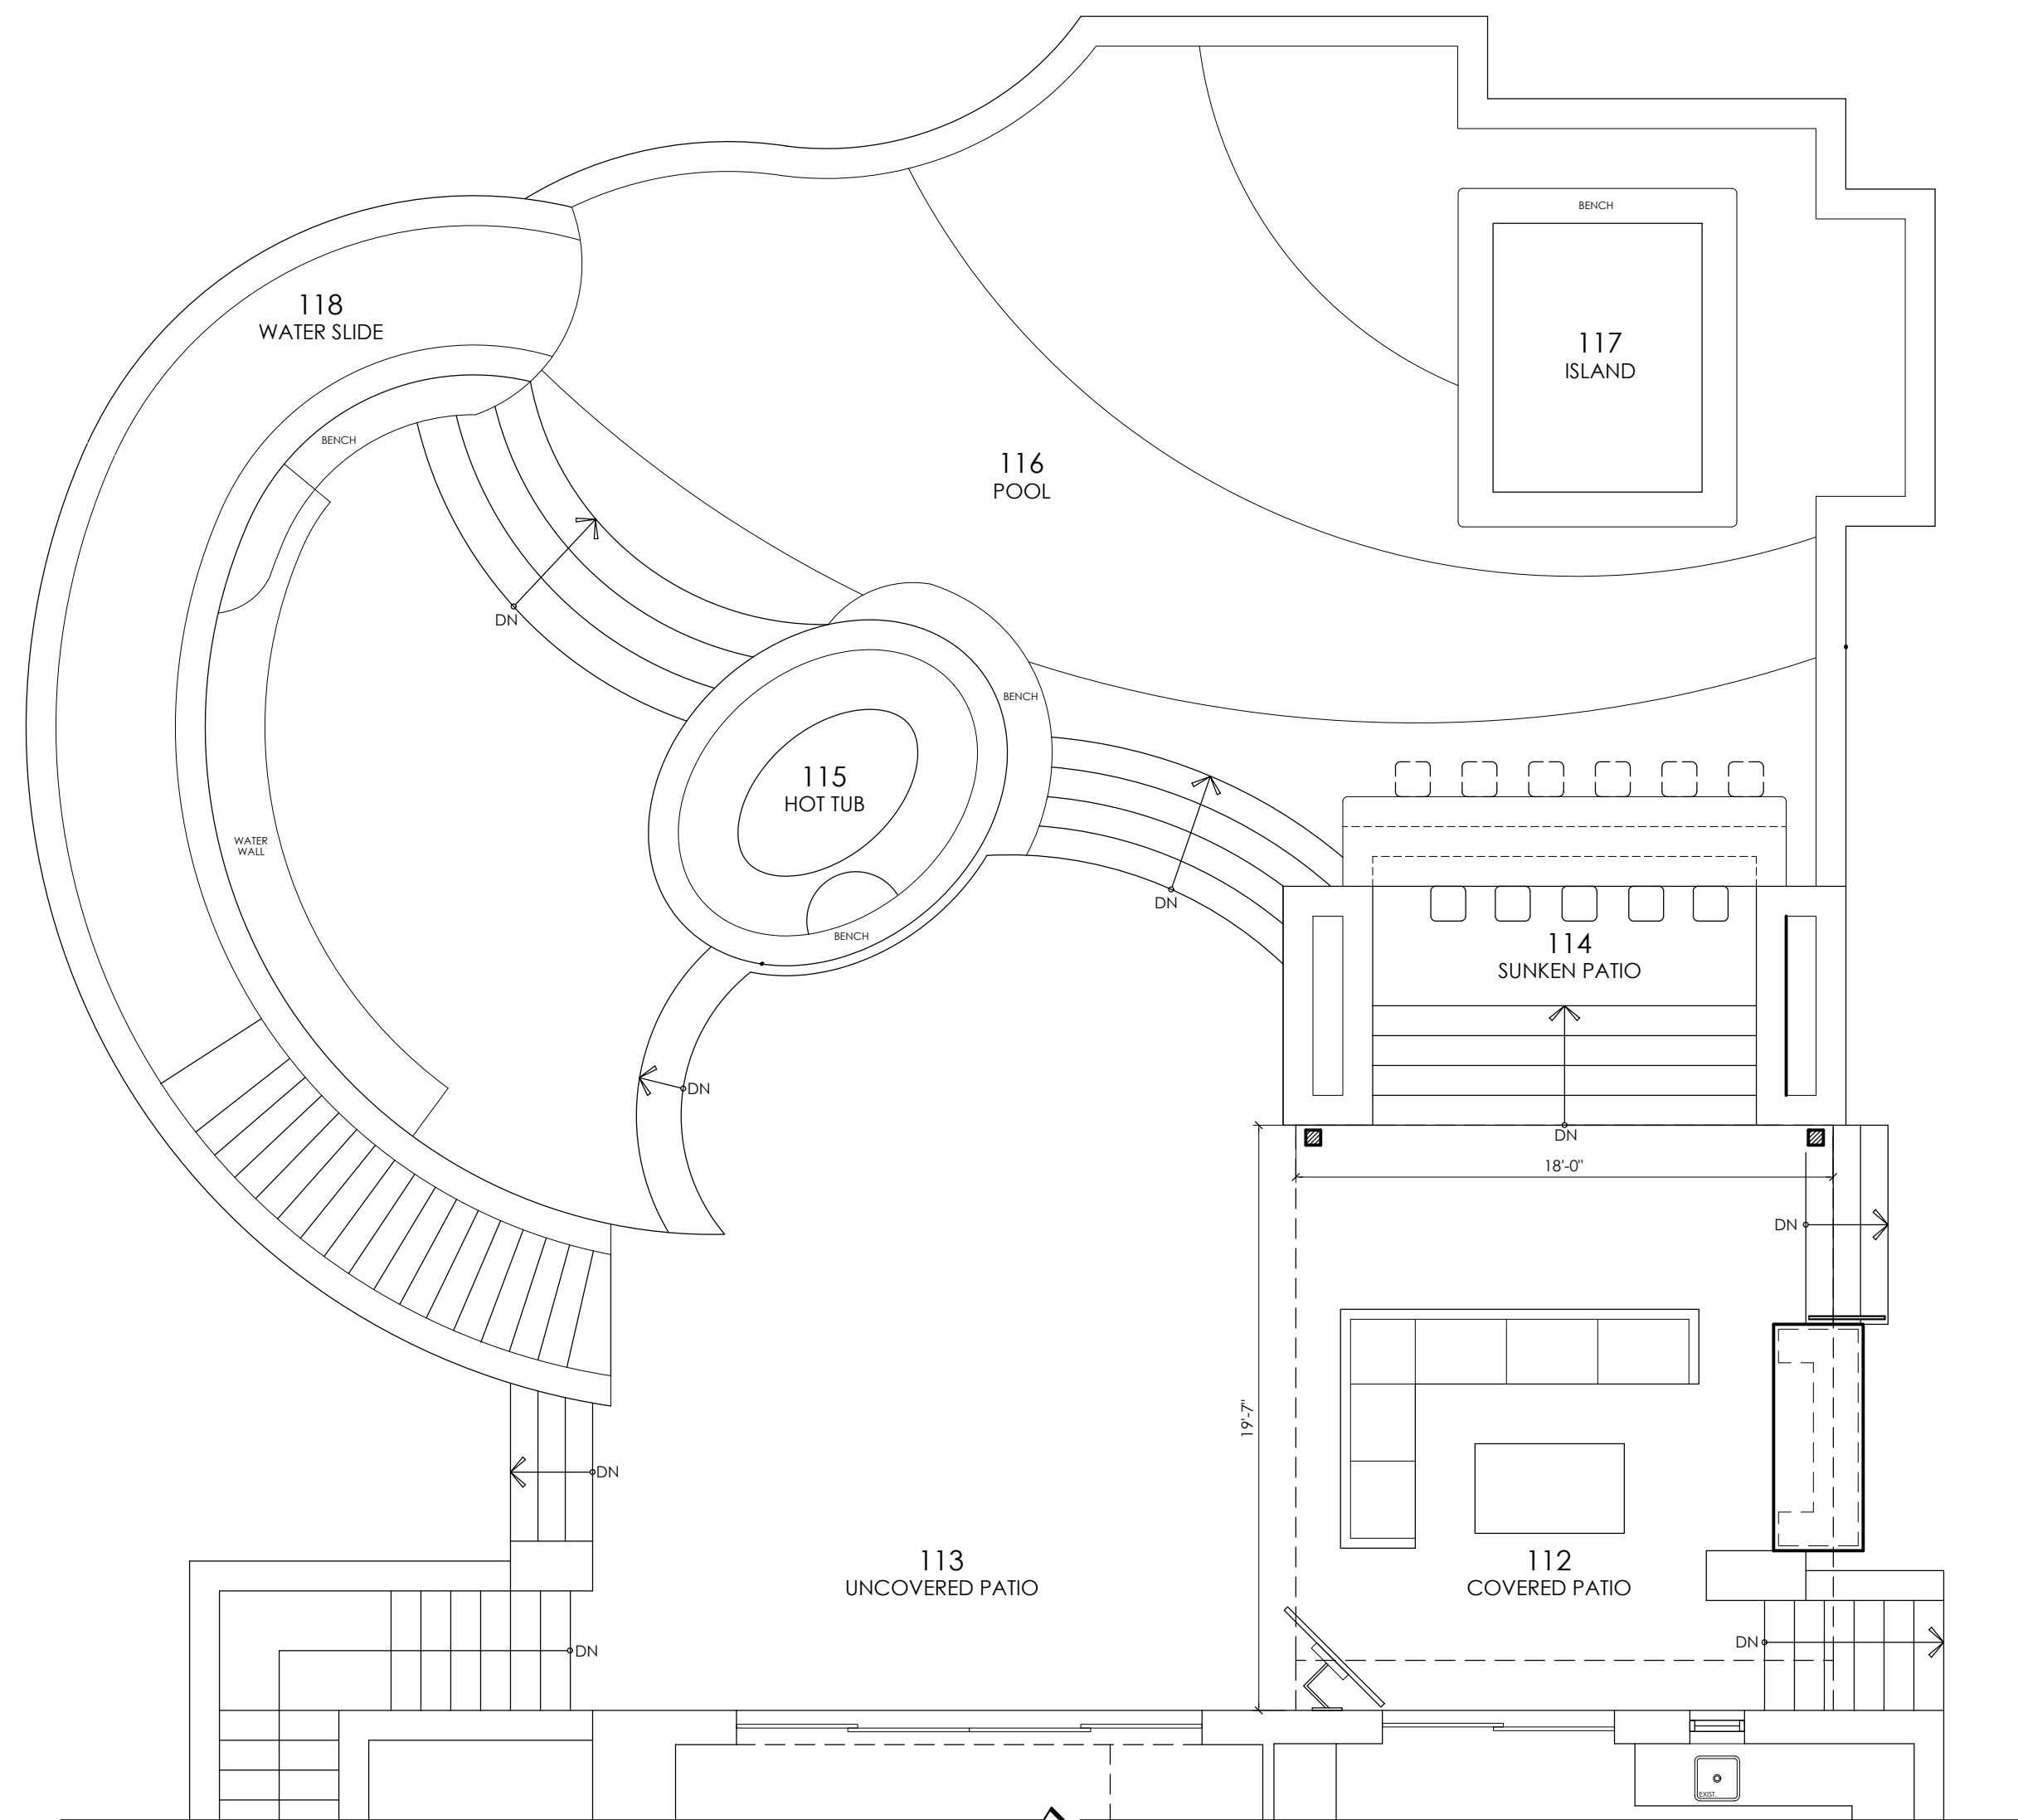 BENCH
118
WATER SLIDE
117
ISLAND
BENCH
116
POOL
DN
BENCH
115
HOT TUB
WATER
WALL
DN
BENCH
114
SUNKEN PATIO
DN
DN
18'-0"
DN
19'-7"
DN
113
UNCOVERED PATIO
112
COVERED PATIO
DN
DN
EXIST.